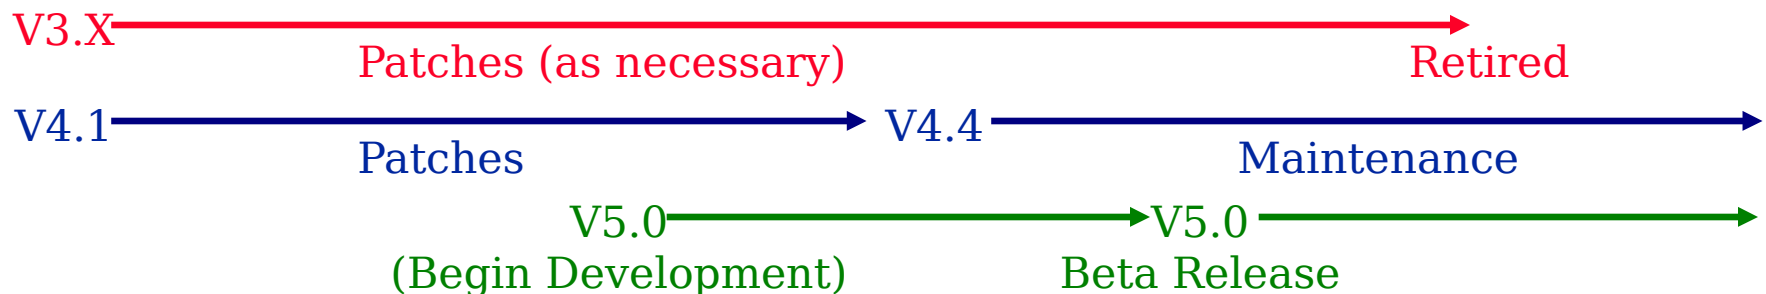 V3.X
Patches (as necessary) Retired
V4.1 V4.4
Patches Maintenance
V5.0 V5.0
(Begin Development) Beta Release